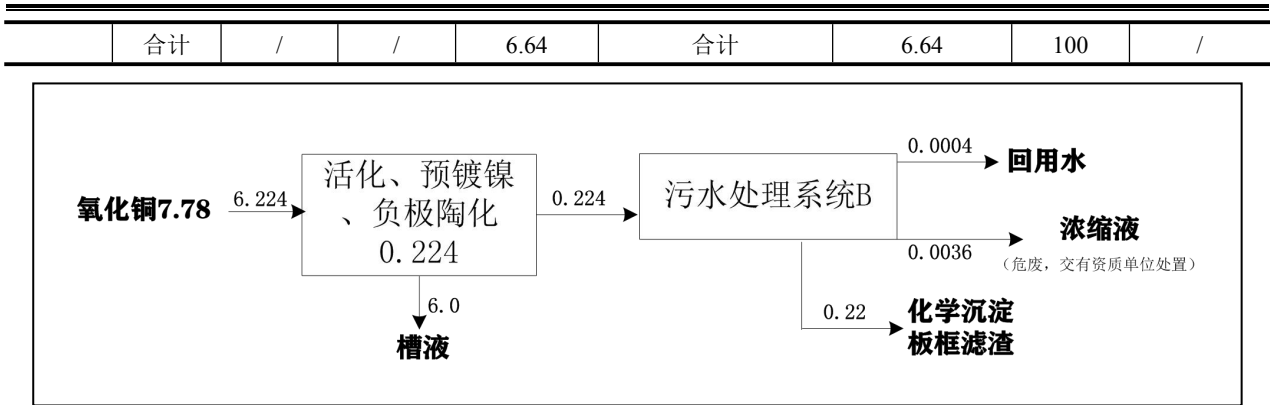 合计 / / 6.64 合计 6.64 100 /
氧化铜7.78
6.224
活化、预镀镍
、负极陶化
0.224
6.0
槽液
0.224
污水处理系统B
0.0004
回用水
0.0036
浓缩液
（危废，交有资质单位处置）
0.22
化学沉淀
板框滤渣